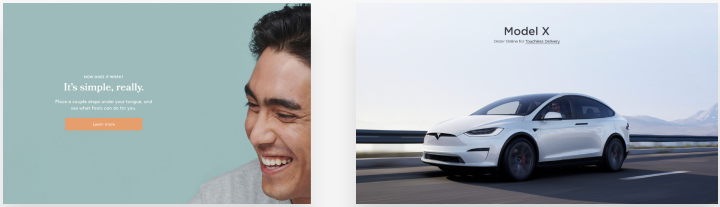 HOW DOES IT WORK?
It's simple, really.
Place a couple drops under your tongue, and
see what Feals can do for you.
Learn more
Model X
Order Online for Touchless Delivery